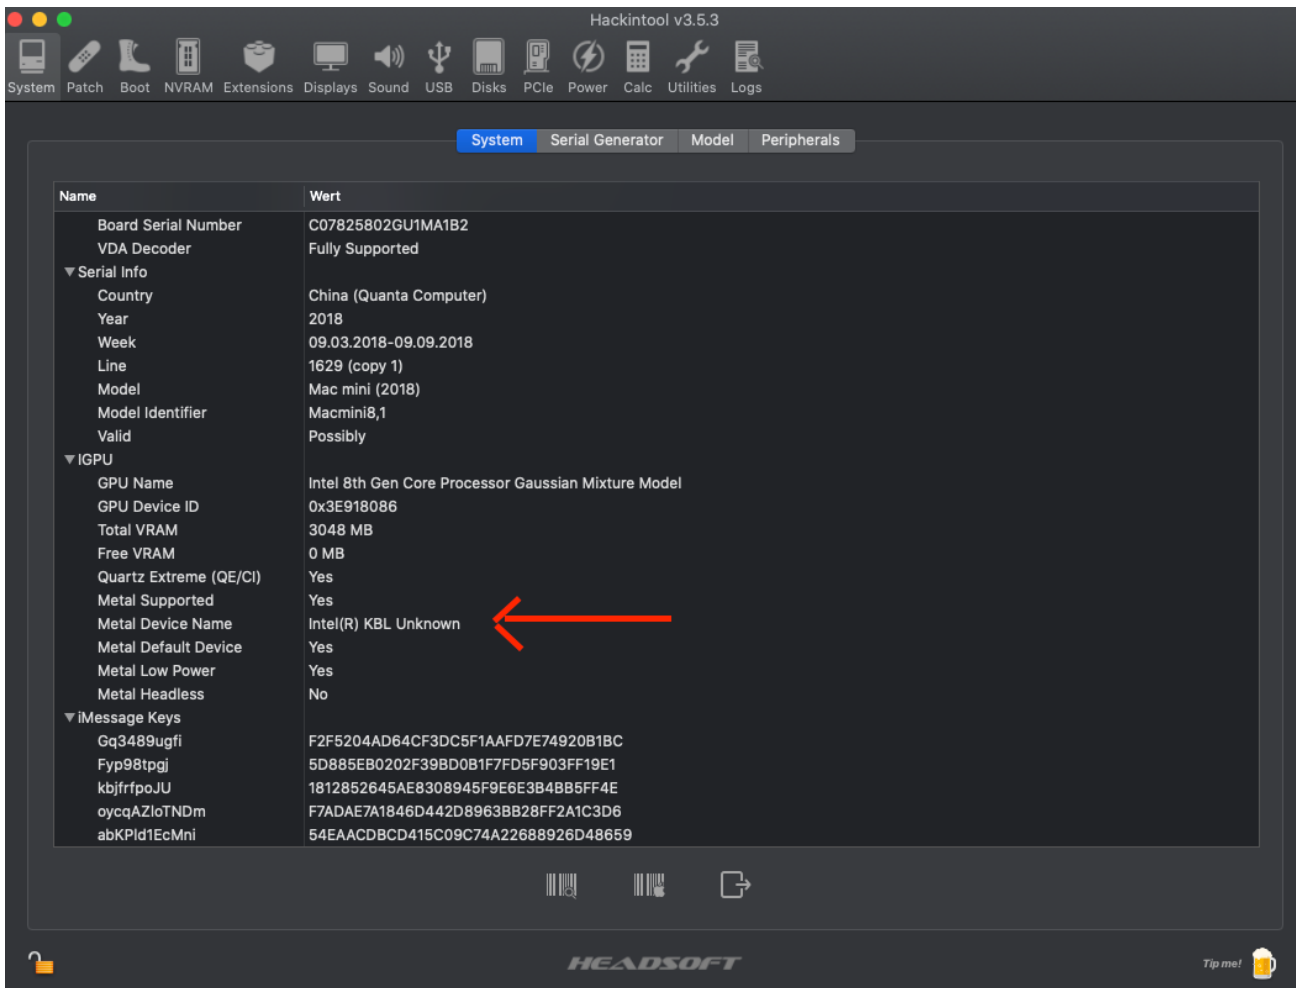 Hackintool v3.5.3
System Patch Boot NVRAM Extensions Displays Sound USB Disks PCIe Power Calc Utilities Logs
System Serial Generator Model Peripherals
Name Wert
Board Serial Number C07825802GU1MA1B2
VDA Decoder Fully Supported
Serial Info
Country China (Quanta Computer)
Year 2018
Week 09.03.2018-09.09.2018
Line 1629 (copy 1)
Model Mac mini (2018)
Model Identifier Macmini8,1
Valid Possibly
IGPU
GPU Name Intel 8th Gen Core Processor Gaussian Mixture Model
GPU Device ID 0x3E918086
Total VRAM 3048 MB
Free VRAM 0 MB
Quartz Extreme (QE/CI) Yes
Metal Supported Yes
Metal Device Name Intel(R) KBL Unknown
Metal Default Device Yes
Metal Low Power Yes
Metal Headless No
iMessage Keys
Gq3489ugfi F2F5204AD64CF3DC5F1AAFD7E74920B1BC
Fyp98tpgj 5D885EB0202F39BD0B1F7FD5F903FF19E1
kbjfrfpoJU 1812852645AE8308945F9E6E3B4BB5FF4E
oycqAZloTNDm F7ADAE7A1846D442D8963BB28FF2A1C3D6
abKPld1EcMni 54EAACDBCD415C09C74A22688926D48659
HEADSOFT
Tip me!